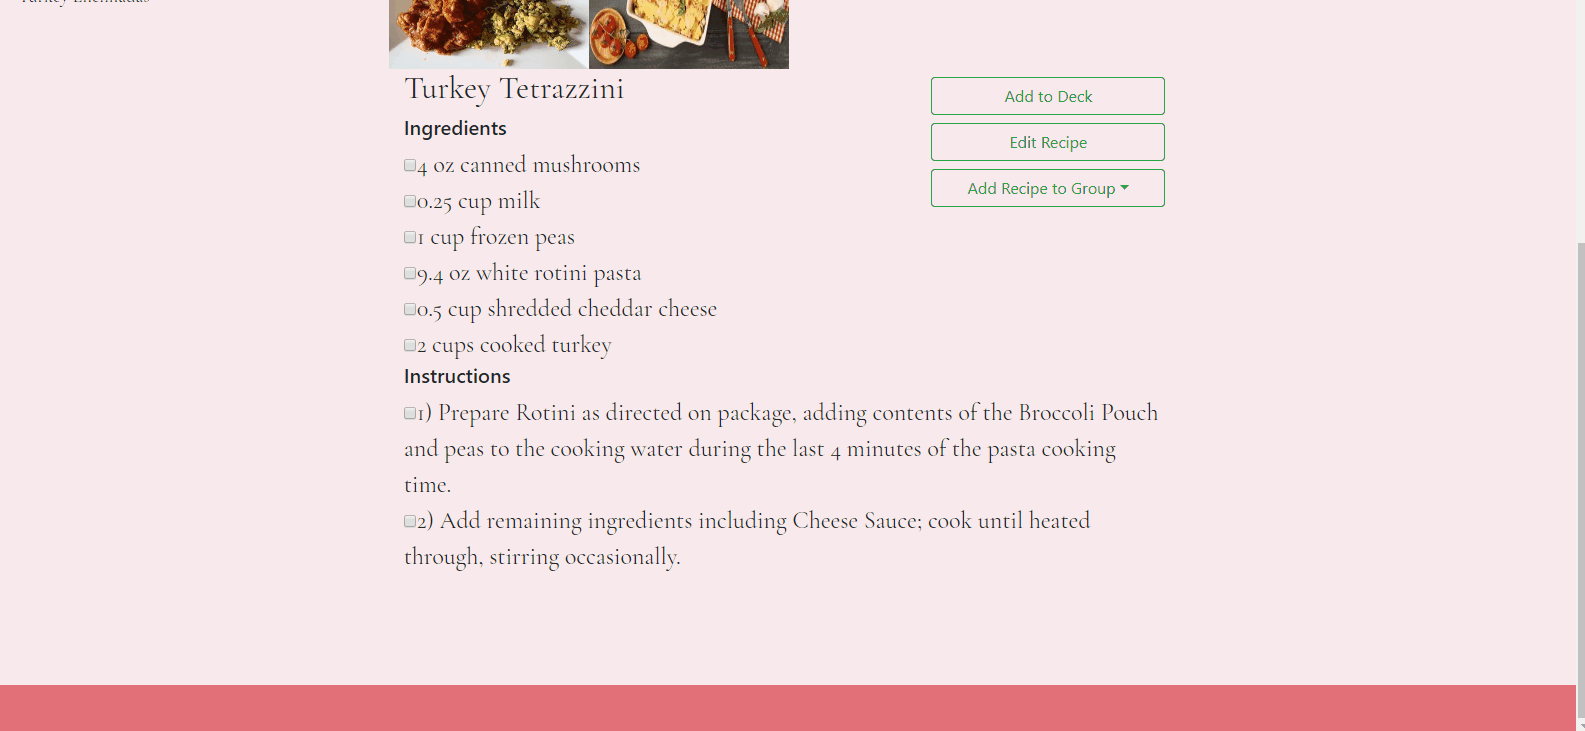 Turkey Enchiladas
Turkey Tetrazzini
Add to Deck
Ingredients
Edit Recipe
4 oz canned mushrooms
Add Recipe to Group
0.25 cup milk
1 cup frozen peas
9.4 oz white rotini pasta
0.5 cup shredded cheddar cheese
2 cups cooked turkey
Instructions
1) Prepare Rotini as directed on package, adding contents of the Broccoli Pouch
and peas to the cooking water during the last 4 minutes of the pasta cooking
time.
2) Add remaining ingredients including Cheese Sauce; cook until heated
through, stirring occasionally.